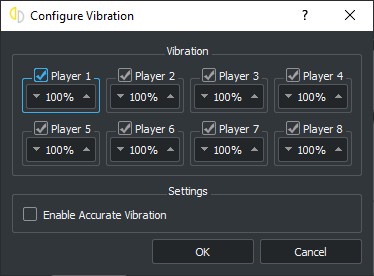 Configure Vibration
Vibration
Player 1 Player 2 Player 3 Player 4
100% 100% 100% 100%
Player 5 Player 6 Player 7 Player 8
100% 100% 100% 100%
Settings
Enable Accurate Vibration
OK Cancel